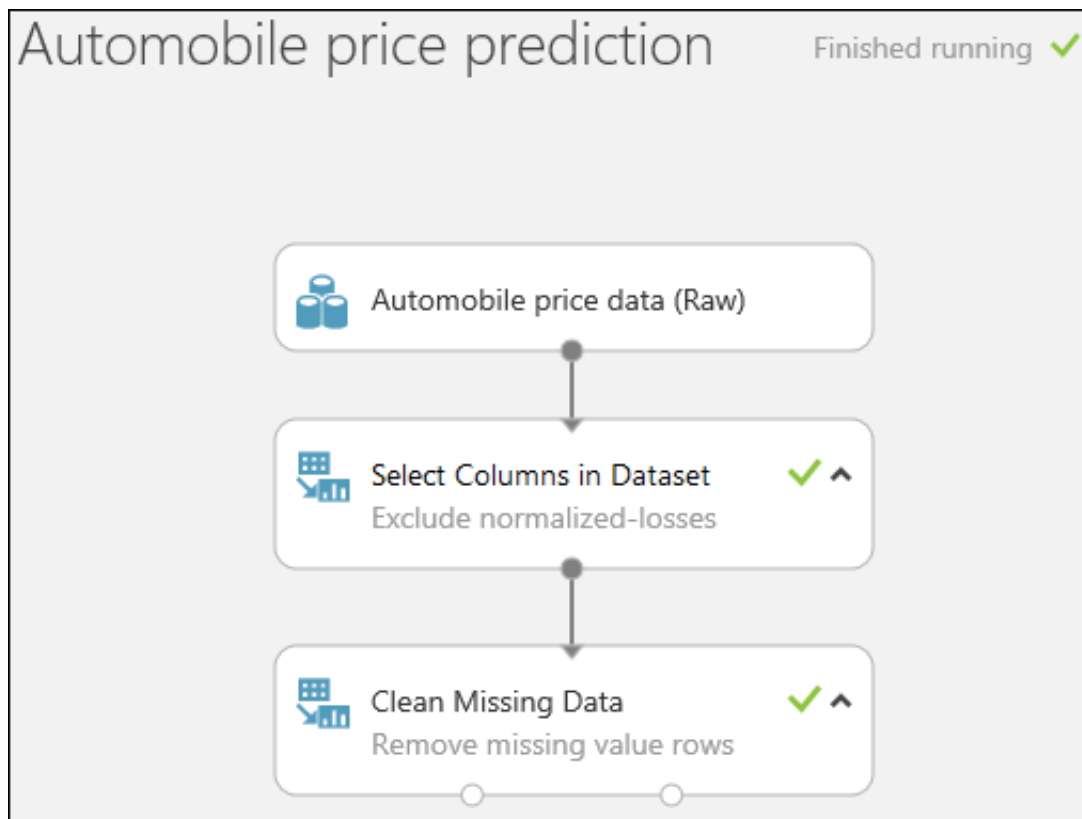 Automobile price prediction
Finished running
Automobile price data (Raw)
Select Columns in Dataset
Exclude normalized-losses
Clean Missing Data
Remove missing value rows